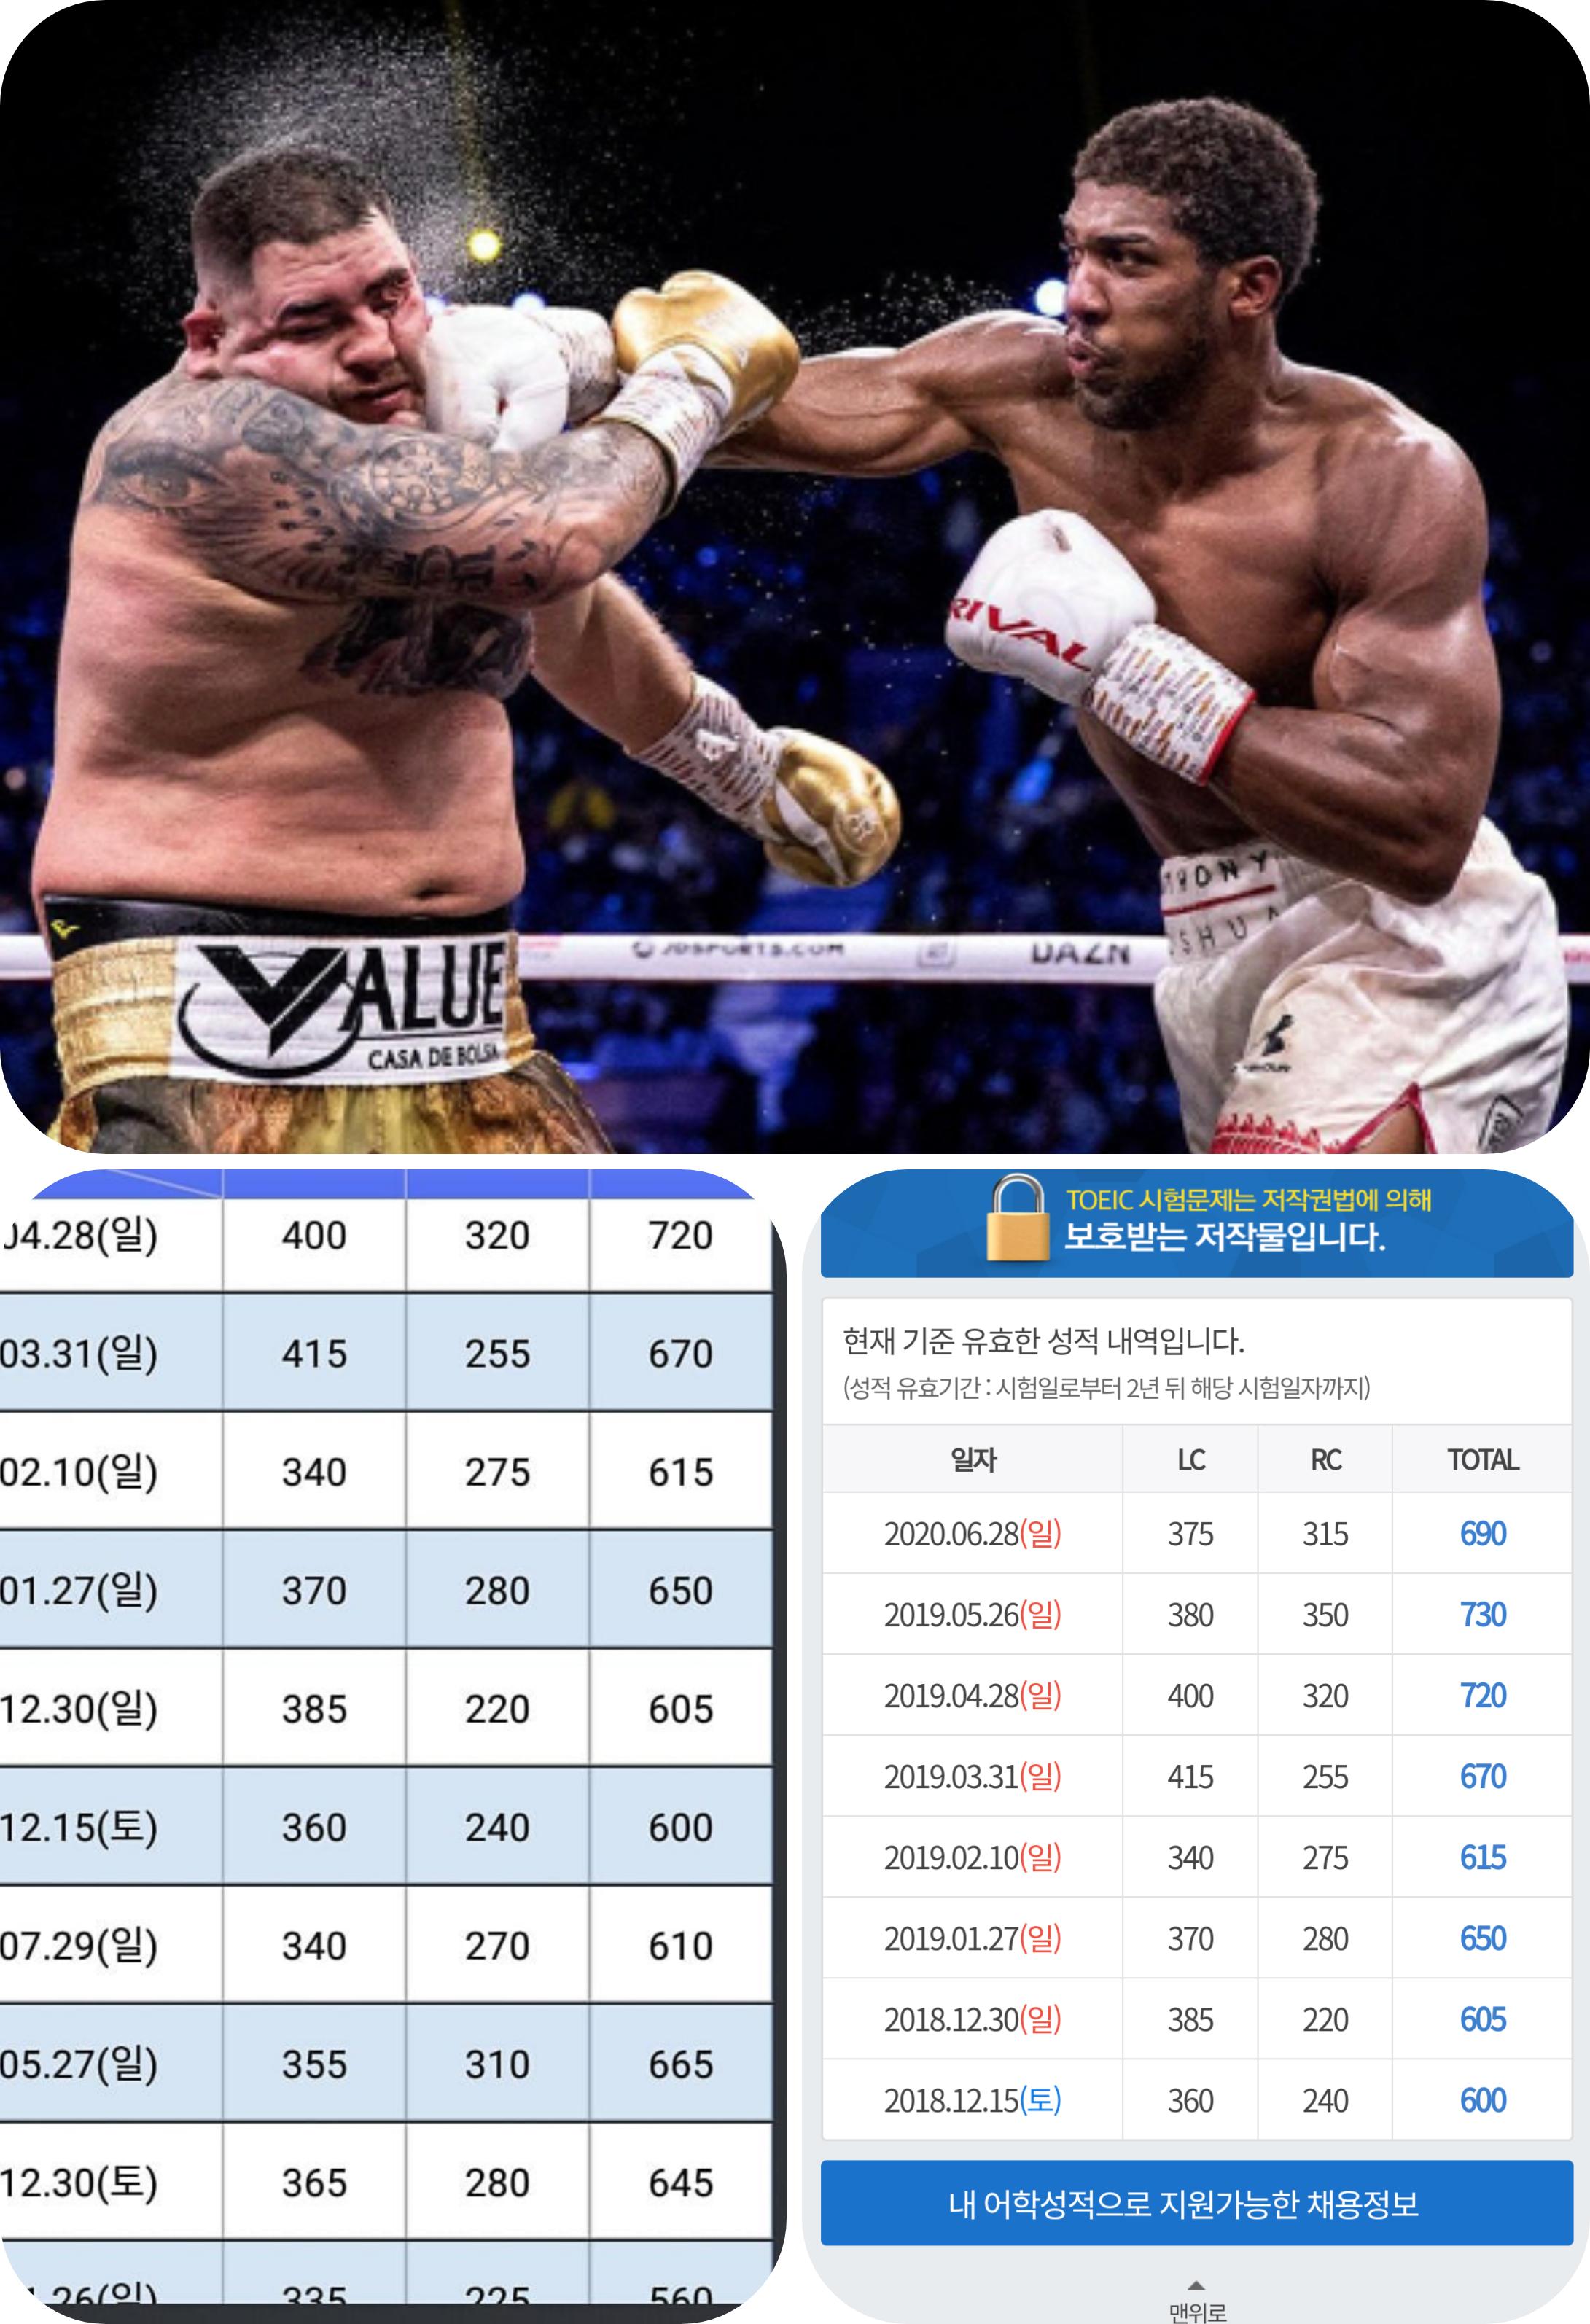 RIVAL
VALUE
CASA DE BOLSA
JDSPORTS.COM
DAZN
04.28(일) 400 320 720
03.31(일) 415 255 670
02.10(일) 340 275 615
01.27(일) 370 280 650
12.30(일) 385 220 605
12.15(토) 360 240 600
07.29(일) 340 270 610
05.27(일) 355 310 665
12.30(토) 365 280 645
.26(일) 335 225 560
TOEIC 시험문제는 저작권법에 의해
보호받는 저작물입니다.
현재 기준 유효한 성적 내역입니다.
(성적 유효기간 : 시험일로부터 2년 뒤 해당 시험일자까지)
일자 LC RC TOTAL
2020.06.28(일) 375 315 690
2019.05.26(일) 380 350 730
2019.04.28(일) 400 320 720
2019.03.31(일) 415 255 670
2019.02.10(일) 340 275 615
2019.01.27(일) 370 280 650
2018.12.30(일) 385 220 605
2018.12.15(토) 360 240 600
내 어학성적으로 지원가능한 채용정보
맨위로